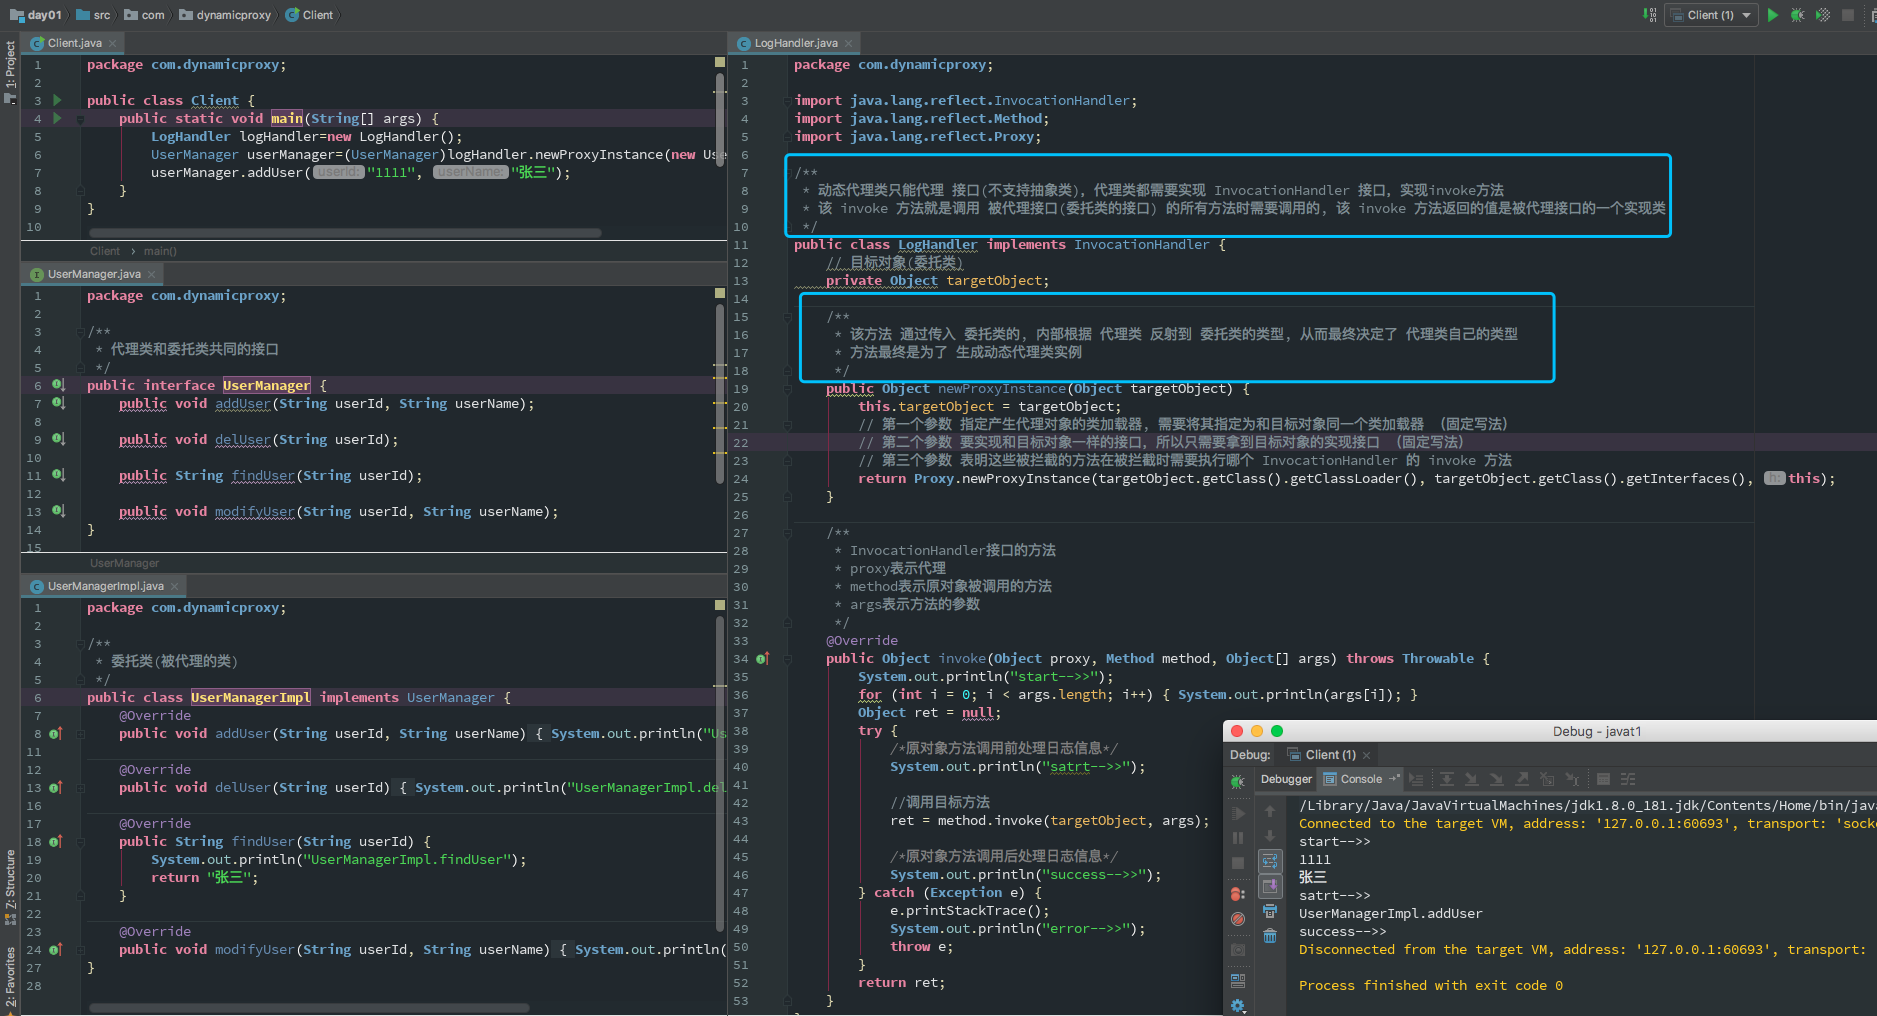 day01 src com dynamicproxy Client
Client (1)
1: Project
Z: Structure
2: Favorites
Client.java
1 package com.dynamicproxy;
2
3 public class Client {
4 public static void main(String[] args) {
5 LogHandler logHandler=new LogHandler();
6 UserManager userManager=(UserManager)logHandler.newProxyInstance(new Use
7 userManager.addUser( userId: "1111", userName: "张三");
8 }
9 }
10
Client > main()
UserManager.java
1 package com.dynamicproxy;
2
3 /**
4 * 代理类和委托类共同的接口
5 */
6 public interface UserManager {
7 public void addUser(String userId, String userName);
8
9 public void delUser(String userId);
10
11 public String findUser(String userId);
12
13 public void modifyUser(String userId, String userName);
14 }
15
UserManager
UserManagerImpl.java
1 package com.dynamicproxy;
2
3 /**
4 * 委托类(被代理的类)
5 */
6 public class UserManagerImpl implements UserManager {
7 @Override
8 public void addUser(String userId, String userName) { System.out.println("Us
11
12 @Override
13 public void delUser(String userId) { System.out.println("UserManagerImpl.del
16
17 @Override
18 public String findUser(String userId) {
19 System.out.println("UserManagerImpl.findUser");
20 return "张三";
21 }
22
23 @Override
24 public void modifyUser(String userId, String userName) { System.out.println(
27 }
28
LogHandler.java
1 package com.dynamicproxy;
2
3 import java.lang.reflect.InvocationHandler;
4 import java.lang.reflect.Method;
5 import java.lang.reflect.Proxy;
6
7 /**
8 * 动态代理类只能代理 接口(不支持抽象类), 代理类都需要实现 InvocationHandler 接口, 实现invoke方法
9 * 该 invoke 方法就是调用 被代理接口(委托类的接口) 的所有方法时需要调用的, 该 invoke 方法返回的值是被代理接口的一个实现类
10 */
11 public class LogHandler implements InvocationHandler {
12 // 目标对象(委托类)
13 private Object targetObject;
14
15 /**
16 * 该方法 通过传入 委托类的, 内部根据 代理类 反射到 委托类的类型, 从而最终决定了 代理类自己的类型
17 * 方法最终是为了 生成动态代理类实例
18 */
19 public Object newProxyInstance(Object targetObject) {
20 this.targetObject = targetObject;
21 // 第一个参数 指定产生代理对象的类加载器, 需要将其指定为和目标对象同一个类加载器 (固定写法)
22 // 第二个参数 要实现和目标对象一样的接口, 所以只需要拿到目标对象的实现接口 (固定写法)
23 // 第三个参数 表明这些被拦截的方法在被拦截时需要执行哪个 InvocationHandler 的 invoke 方法
24 return Proxy.newProxyInstance(targetObject.getClass().getClassLoader(), targetObject.getClass().getInterfaces(), h: this);
25 }
26
27 /**
28 * InvocationHandler接口的方法
29 * proxy表示代理
30 * method表示原对象被调用的方法
31 * args表示方法的参数
32 */
33 @Override
34 public Object invoke(Object proxy, Method method, Object[] args) throws Throwable {
35 System.out.println("start-->>");
36 for (int i = 0; i < args.length; i++) { System.out.println(args[i]); }
37 Object ret = null;
38 try {
39 /*原对象方法调用前处理日志信息*/
40 System.out.println("satrt-->>");
41
42 //调用目标方法
43 ret = method.invoke(targetObject, args);
44
45 /*原对象方法调用后处理日志信息*/
46 System.out.println("success-->>");
47 } catch (Exception e) {
48 e.printStackTrace();
49 System.out.println("error-->>");
50 throw e;
51 }
52 return ret;
53 }
Debug - javat1
Debug: Client (1)
Debugger Console
/Library/Java/JavaVirtualMachines/jdk1.8.0_181.jdk/Contents/Home/bin/java
Connected to the target VM, address: '127.0.0.1:60693', transport: 'socke
start-->>
1111
张三
satrt-->>
UserManagerImpl.addUser
success-->>
Disconnected from the target VM, address: '127.0.0.1:60693', transport:
Process finished with exit code 0